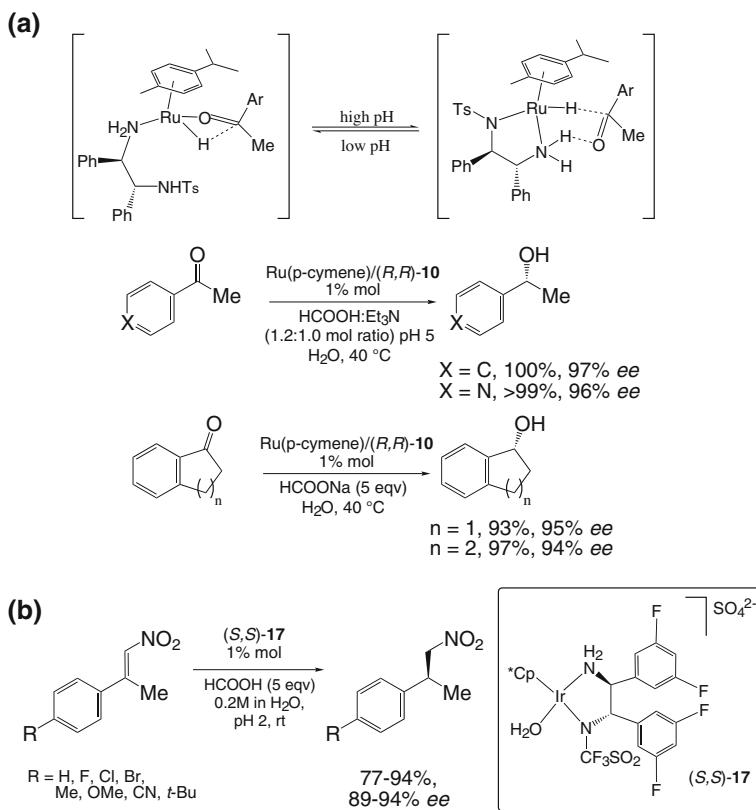 (a)
Ar
O
H2N
Ru
H
Me
Ph
NHTs
Ph
high pH
low pH
Ts
N
Ru
H
Ar
H
N
H
O
Me
Ph
Ph
O
Me
X
Ru(p-cymene)/(R,R)-10
1% mol
HCOOH:Et3N
(1.2:1.0 mol ratio) pH 5
H2O, 40 °C
OH
Me
X
X = C, 100%, 97% ee
X = N, >99%, 96% ee
O
( )n
Ru(p-cymene)/(R,R)-10
1% mol
HCOONa (5 eqv)
H2O, 40 °C
OH
( )n
n = 1, 93%, 95% ee
n = 2, 97%, 94% ee
(b)
NO2
Me
R
R = H, F, Cl, Br,
Me, OMe, CN, t-Bu
(S,S)-17
1% mol
HCOOH (5 eqv)
0.2M in H2O,
pH 2, rt
NO2
Me
R
77-94%,
89-94% ee
SO42-
F
H2
N
*Cp
Ir
F
F
H2O
N
CF3SO2
F
(S,S)-17